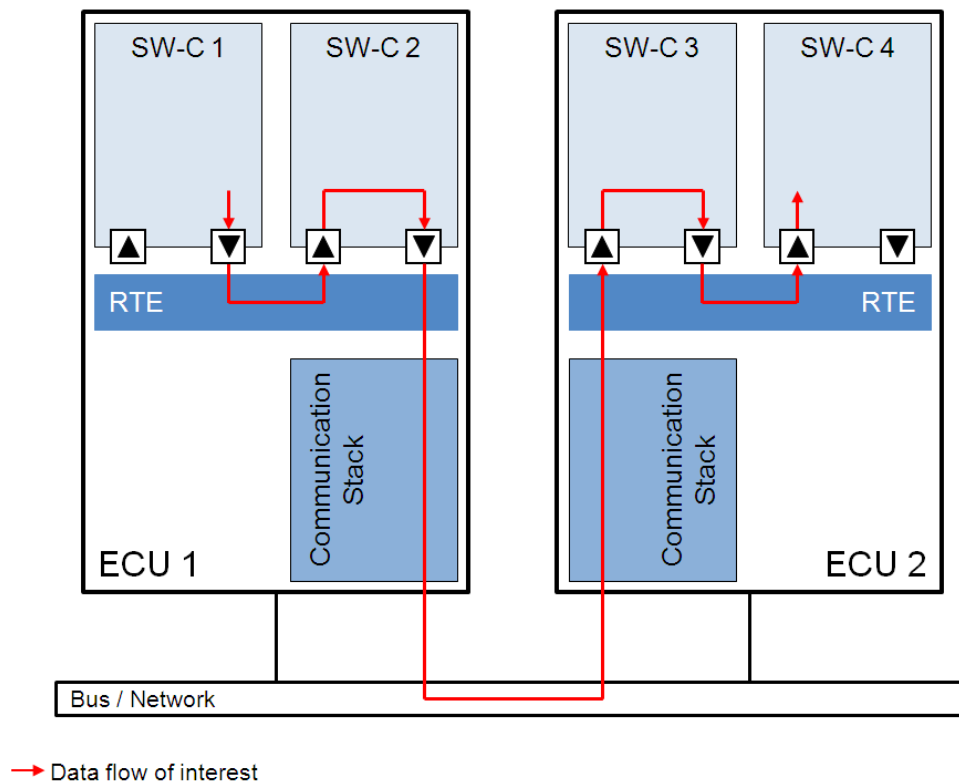 SW-C 1
SW-C 2
SW-C 3
SW-C 4
RTE
RTE
Communication
Stack
Communication
Stack
ECU 1
ECU 2
Bus / Network
Data flow of interest